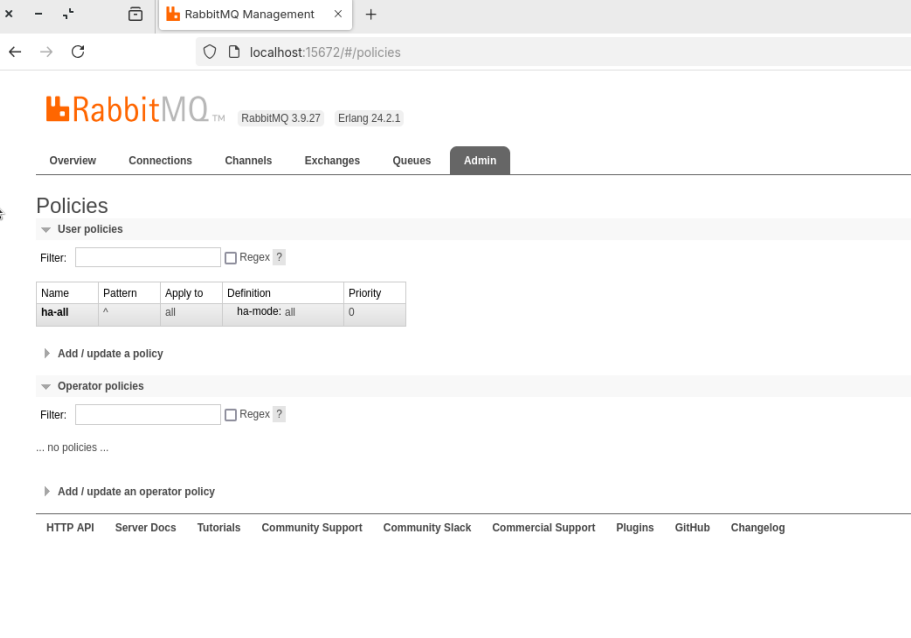 RabbitMQ Management
localhost:15672/#/policies
RabbitMQ TM RabbitMQ 3.9.27 Erlang 24.2.1
Overview Connections Channels Exchanges Queues Admin
Policies
User policies
Filter: Regex ?
Name Pattern Apply to Definition Priority
ha-all ^ all ha-mode: all 0
Add / update a policy
Operator policies
Filter: Regex ?
... no policies ...
Add / update an operator policy
HTTP API Server Docs Tutorials Community Support Community Slack Commercial Support Plugins GitHub Changelog